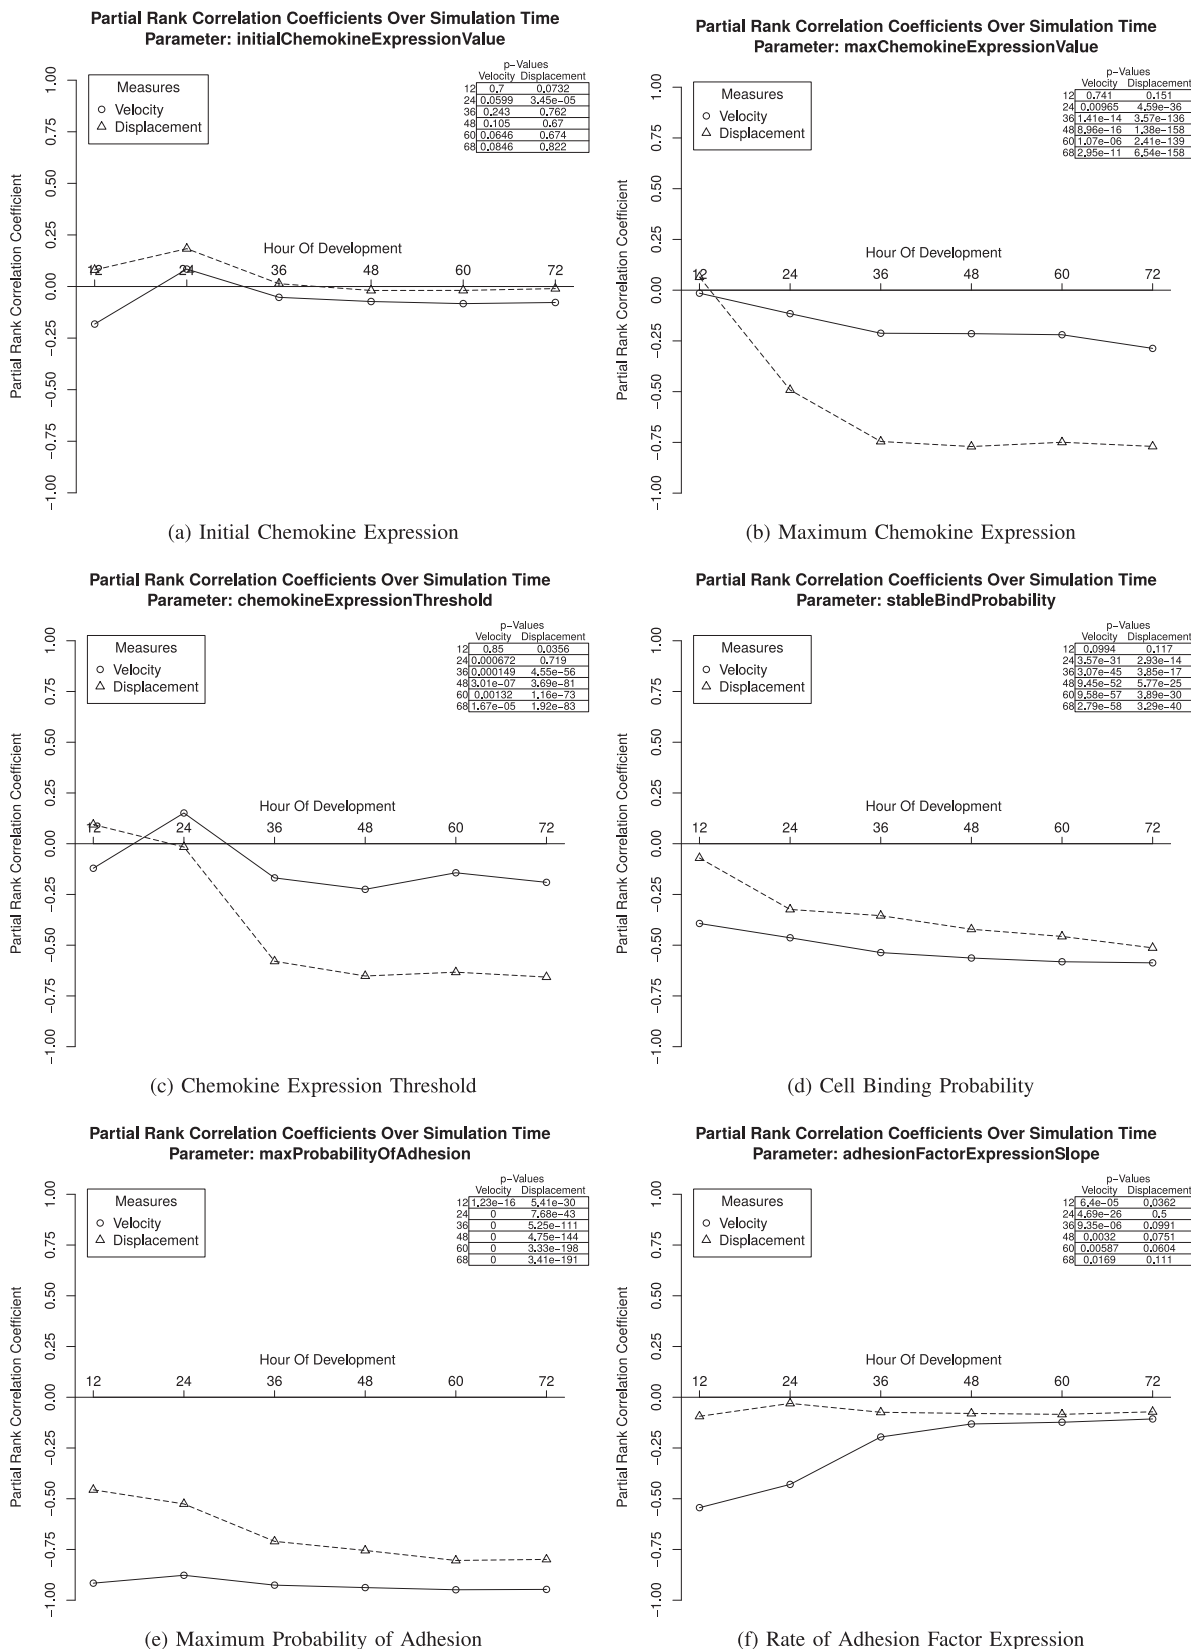 Partial Rank Correlation Coefficients Over Simulation Time
Parameter: initialChemokineExpressionValue
p-Values
Velocity Displacement
12 0.7 0.0732
24 0.0599 3.45e-05
36 0.243 0.762
48 0.105 0.67
60 0.0646 0.674
68 0.0846 0.822
Measures
Velocity
Displacement
Partial Rank Correlation Coefficient
1.00
0.75
0.50
0.25
0.00
-0.25
-0.50
-0.75
-1.00
Hour Of Development
12 24 36 48 60 72
(a) Initial Chemokine Expression
Partial Rank Correlation Coefficients Over Simulation Time
Parameter: maxChemokineExpressionValue
p-Values
Velocity Displacement
12 0.741 0.151
24 0.00965 4.59e-36
36 1.41e-14 3.57e-136
48 8.96e-16 1.38e-158
60 1.07e-06 2.41e-139
68 2.95e-11 6.54e-158
Measures
Velocity
Displacement
Partial Rank Correlation Coefficient
1.00
0.75
0.50
0.25
0.00
-0.25
-0.50
-0.75
-1.00
Hour Of Development
12 24 36 48 60 72
(b) Maximum Chemokine Expression
Partial Rank Correlation Coefficients Over Simulation Time
Parameter: chemokineExpressionThreshold
p-Values
Velocity Displacement
12 0.85 0.0356
24 0.000672 0.719
36 0.000149 4.55e-56
48 3.01e-07 3.69e-81
60 0.00132 1.16e-73
68 1.67e-05 1.92e-83
Measures
Velocity
Displacement
Partial Rank Correlation Coefficient
1.00
0.75
0.50
0.25
0.00
-0.25
-0.50
-0.75
-1.00
Hour Of Development
12 24 36 48 60 72
(c) Chemokine Expression Threshold
Partial Rank Correlation Coefficients Over Simulation Time
Parameter: stableBindProbability
p-Values
Velocity Displacement
12 0.0994 0.117
24 3.57e-31 2.93e-14
36 3.07e-45 3.85e-17
48 9.45e-52 5.77e-25
60 9.58e-57 3.89e-30
68 2.79e-58 3.29e-40
Measures
Velocity
Displacement
Partial Rank Correlation Coefficient
1.00
0.75
0.50
0.25
0.00
-0.25
-0.50
-0.75
-1.00
Hour Of Development
12 24 36 48 60 72
(d) Cell Binding Probability
Partial Rank Correlation Coefficients Over Simulation Time
Parameter: maxProbabilityOfAdhesion
p-Values
Velocity Displacement
12 1.23e-16 5.41e-30
24 0 7.68e-43
36 0 5.25e-111
48 0 4.75e-144
60 0 3.33e-198
68 0 3.41e-191
Measures
Velocity
Displacement
Partial Rank Correlation Coefficient
1.00
0.75
0.50
0.25
0.00
-0.25
-0.50
-0.75
-1.00
Hour Of Development
12 24 36 48 60 72
(e) Maximum Probability of Adhesion
Partial Rank Correlation Coefficients Over Simulation Time
Parameter: adhesionFactorExpressionSlope
p-Values
Velocity Displacement
12 6.4e-05 0.0362
24 4.69e-26 0.5
36 9.35e-06 0.0991
48 0.0032 0.0751
60 0.00587 0.0604
68 0.0169 0.111
Measures
Velocity
Displacement
Partial Rank Correlation Coefficient
1.00
0.75
0.50
0.25
0.00
-0.25
-0.50
-0.75
-1.00
Hour Of Development
12 24 36 48 60 72
(f) Rate of Adhesion Factor Expression